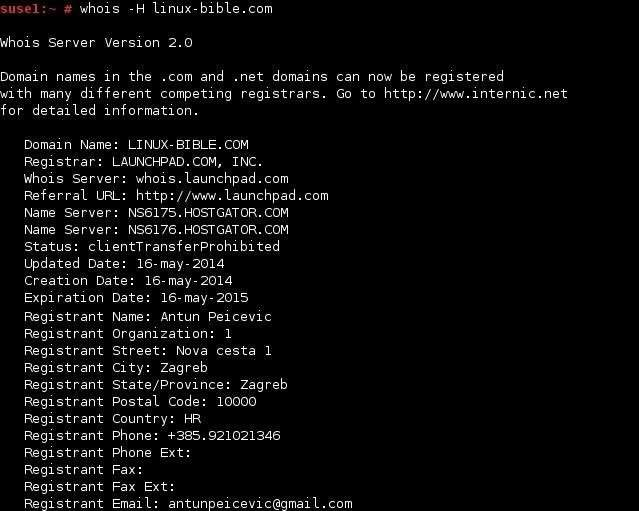 suse1:~ # whois -H linux-bible.com
Whois Server Version 2.0
Domain names in the .com and .net domains can now be registered
with many different competing registrars. Go to http://www.internic.net
for detailed information.
Domain Name: LINUX-BIBLE.COM
Registrar: LAUNCHPAD.COM, INC.
Whois Server: whois.launchpad.com
Referral URL: http://www.launchpad.com
Name Server: NS6175.HOSTGATOR.COM
Name Server: NS6176.HOSTGATOR.COM
Status: clientTransferProhibited
Updated Date: 16-may-2014
Creation Date: 16-may-2014
Expiration Date: 16-may-2015
Registrant Name: Antun Peicevic
Registrant Organization: 1
Registrant Street: Nova cesta 1
Registrant City: Zagreb
Registrant State/Province: Zagreb
Registrant Postal Code: 10000
Registrant Country: HR
Registrant Phone: +385.921021346
Registrant Phone Ext:
Registrant Fax:
Registrant Fax Ext:
Registrant Email: antunpeicevic@gmail.com